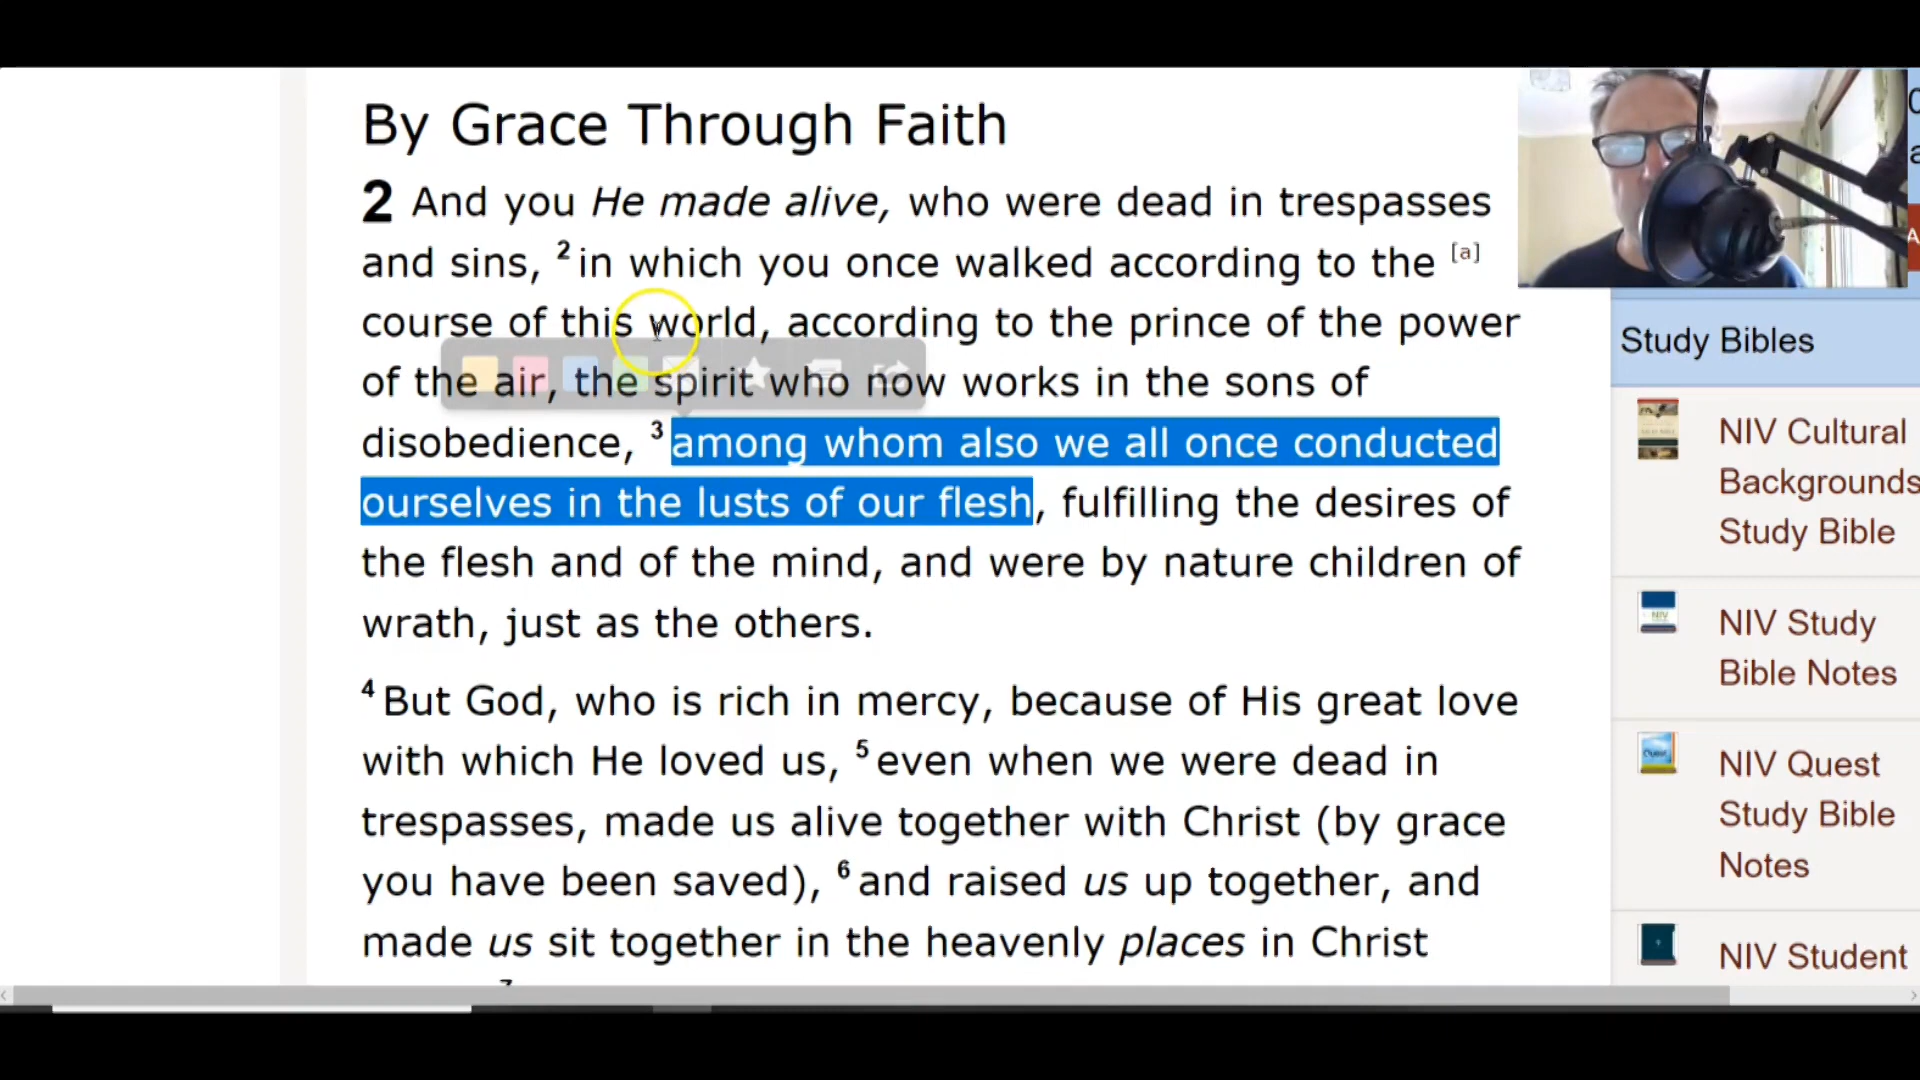 By Grace Through Faith
2 And you He made alive, who were dead in trespasses
and sins, 2 in which you once walked according to the [a]
course of this world, according to the prince of the power
of the air, the spirit who now works in the sons of
disobedience, 3 among whom also we all once conducted
ourselves in the lusts of our flesh, fulfilling the desires of
the flesh and of the mind, and were by nature children of
wrath, just as the others.
4 But God, who is rich in mercy, because of His great love
with which He loved us, 5 even when we were dead in
trespasses, made us alive together with Christ (by grace
you have been saved), 6 and raised us up together, and
made us sit together in the heavenly places in Christ
Study Bibles
NIV Cultural
Backgrounds
Study Bible
NIV Study
Bible Notes
NIV Quest
Study Bible
Notes
NIV Student